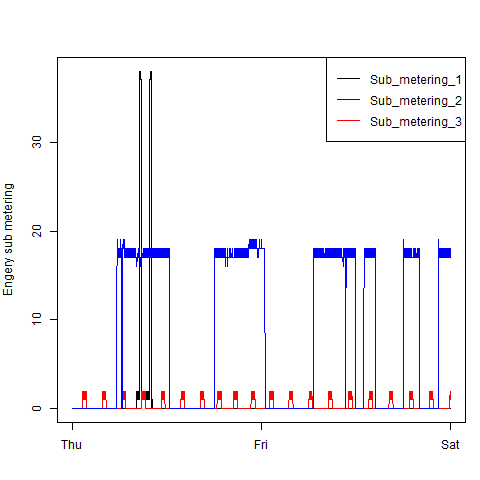 Sub_metering_1
Sub_metering_2
Sub_metering_3
Engery sub metering
30
20
10
0
Thu
Fri
Sat